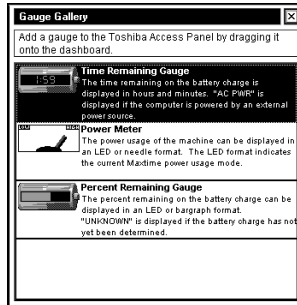 Gauge Gallery
Add a gauge to the Toshiba Access Panel by dragging it
onto the dashboard.
1:59
Time Remaining Gauge
The time remaining on the battery charge is
displayed in hours and minutes. "AC PWR" is
displayed if the computer is powered by an external
power source.
LOW HIGH
Power Meter
The power usage of the machine can be displayed in
an LED or needle format. The LED format indicates
the current Maxtime power usage mode.
Percent Remaining Gauge
The percent remaining on the battery charge can be
displayed in an LED or bargraph format.
"UNKNOWN" is displayed if the battery charge has not
yet been determined.